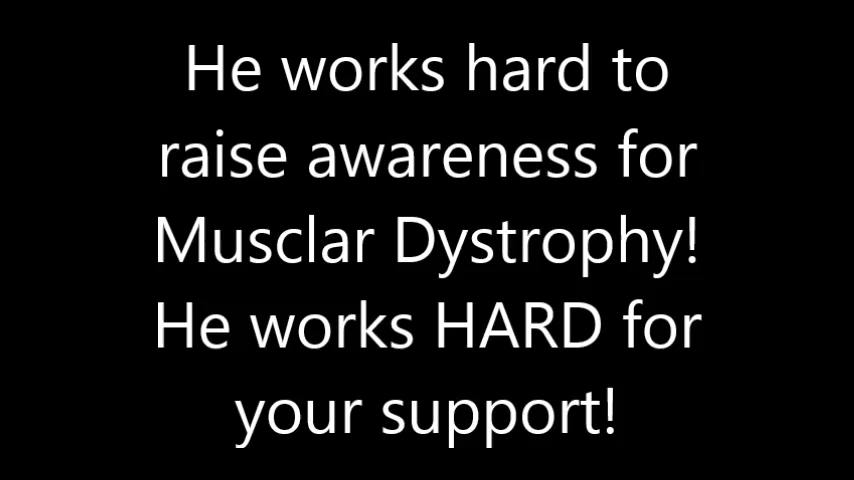 He works hard to
raise awareness for
Musclar Dystrophy!
He works HARD for
your support!